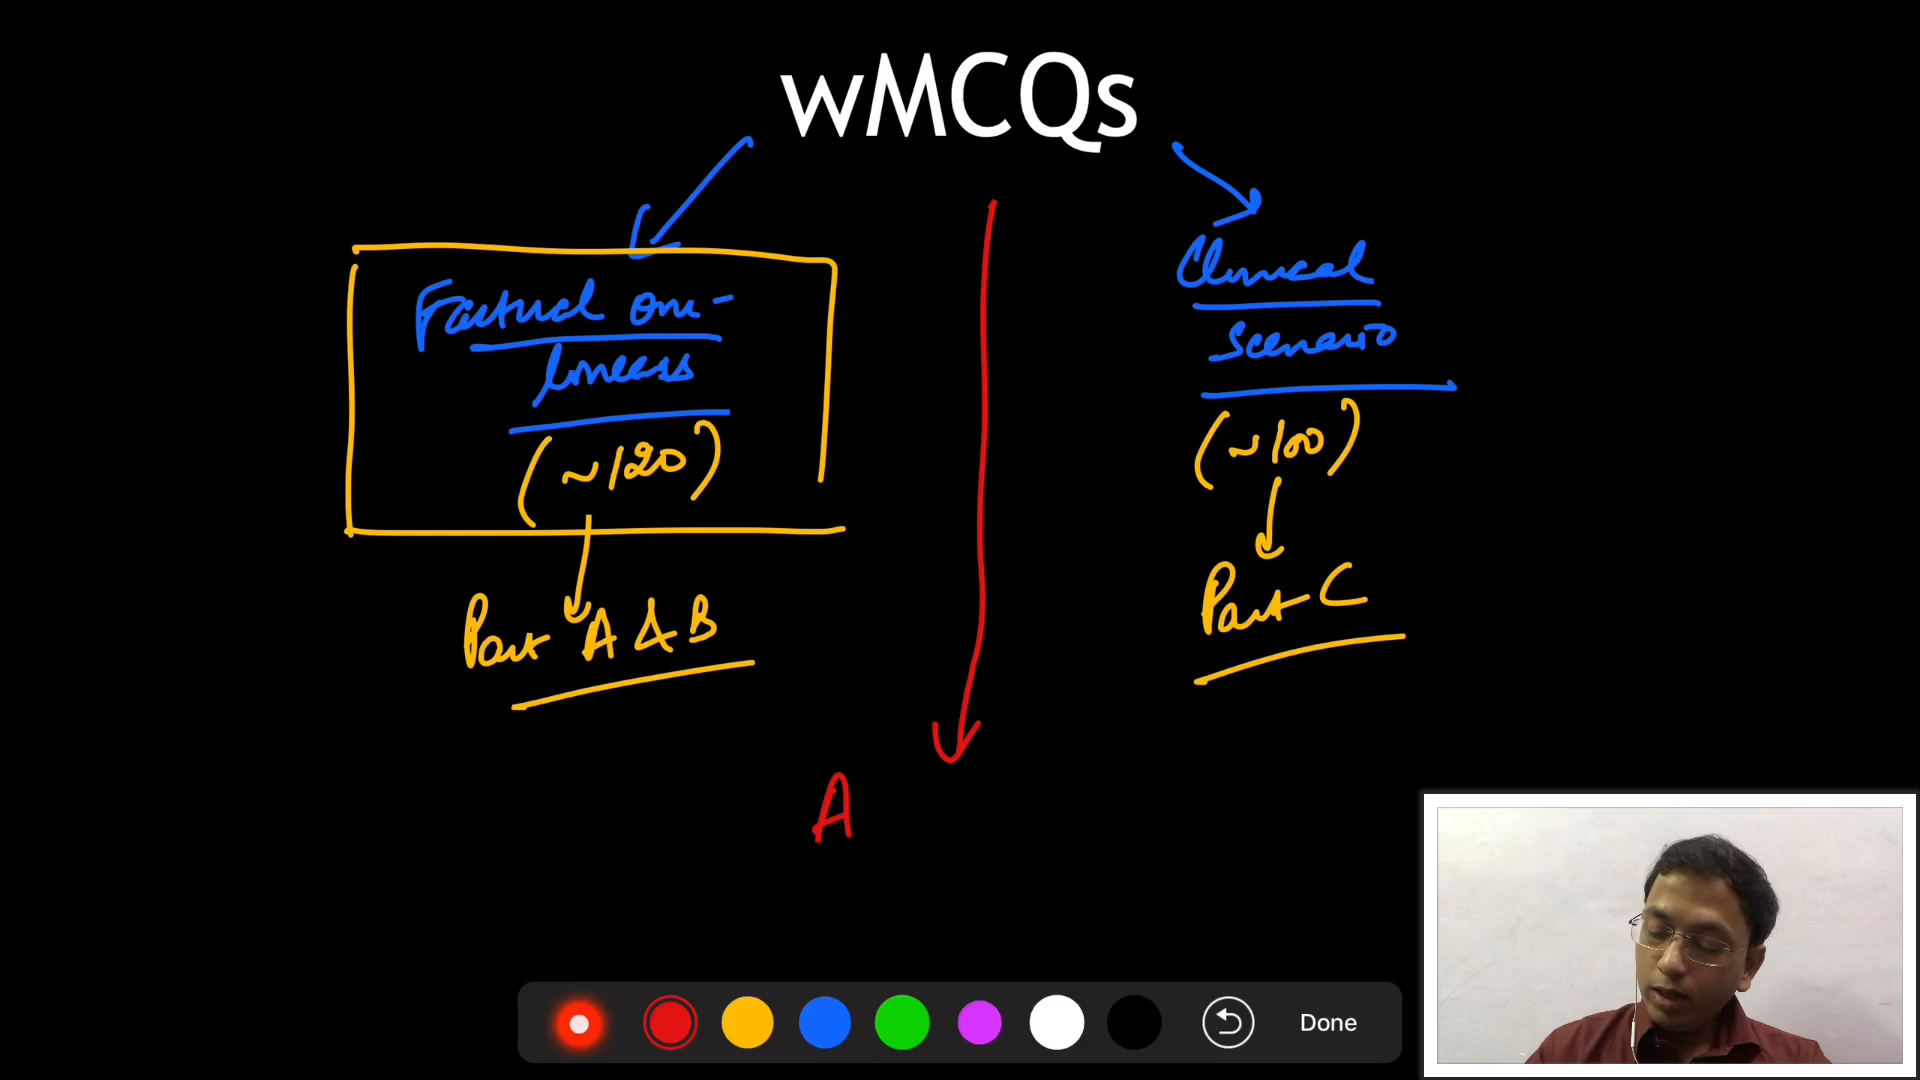 wMCQs
Factual one-
liners
(~120)
Part A & B
Clinical
Scenario
(~100)
Part C
A
Done